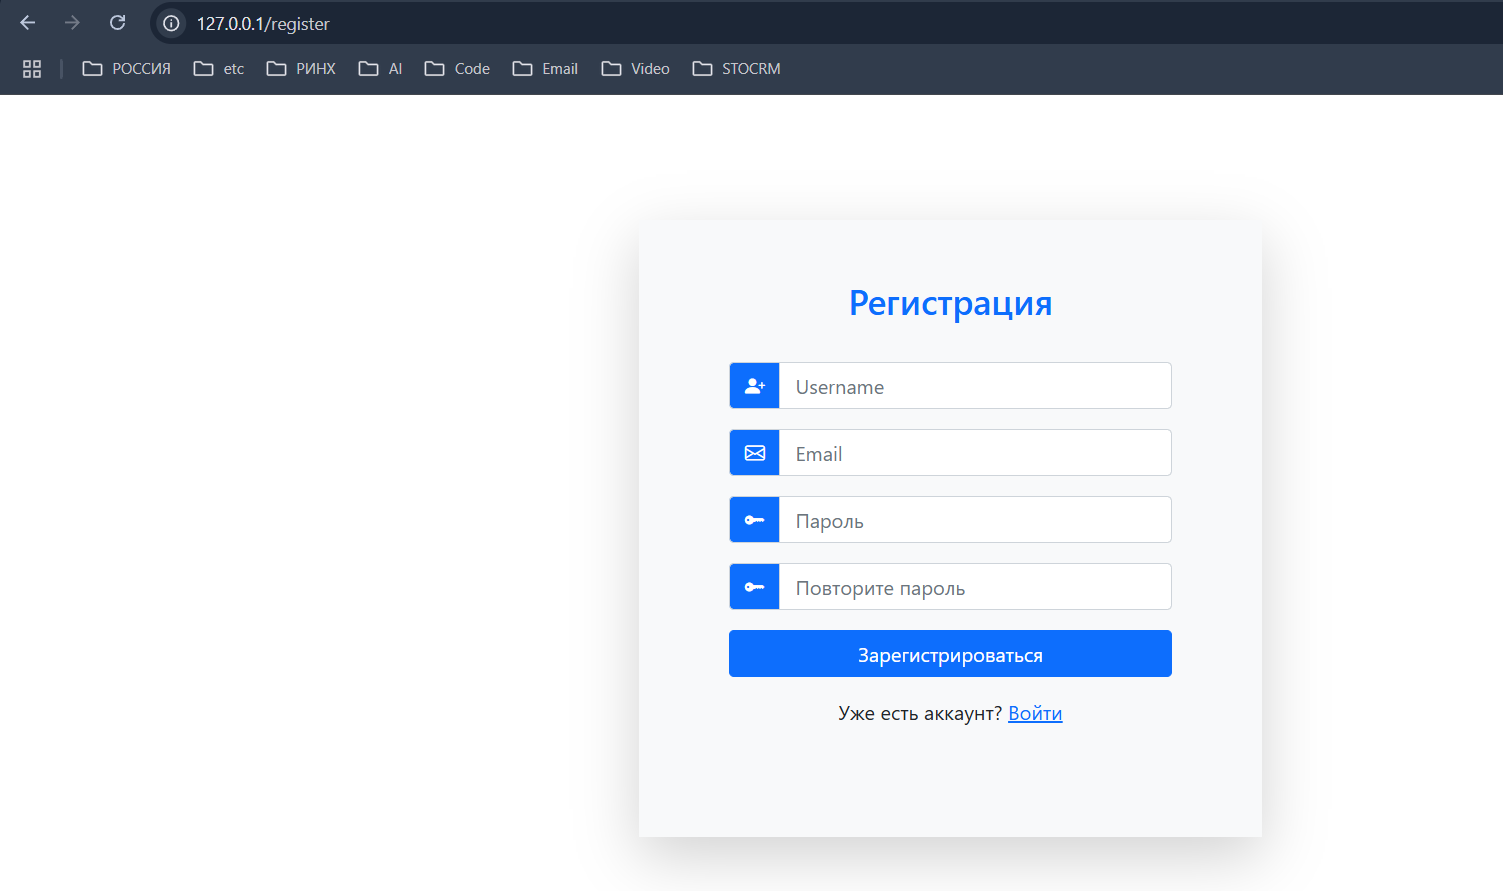 127.0.0.1/register
РОССИЯ etc РИНХ AI Code Email Video STOCRM
Регистрация
Username
Email
Пароль
Повторите пароль
Зарегистрироваться
Уже есть аккаунт? Войти